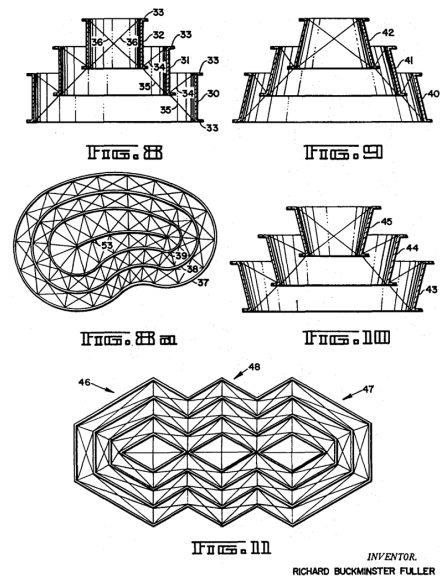 33
36 36 32 33
34 31 33
35 34 30
35 33
FIG. 8
42
41
40
FIG. 9
53
39
38
37
FIG. 8a
45
44
43
FIG. 10
46 48 47
FIG. 11
INVENTOR.
RICHARD BUCKMINSTER FULLER